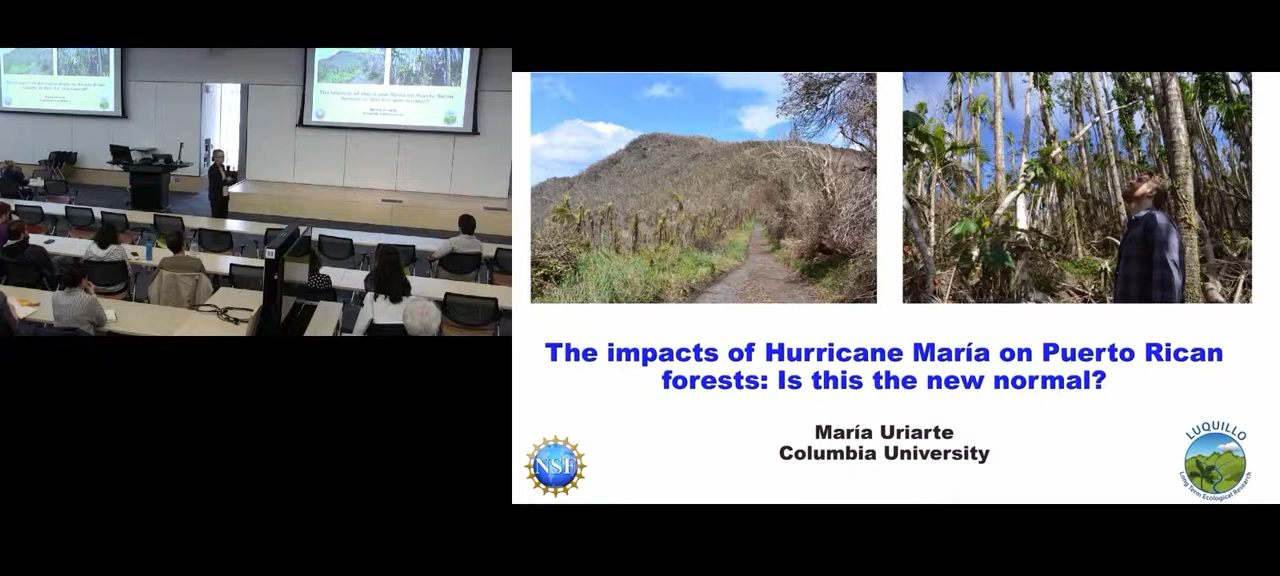 The impacts of Hurricane María on Puerto Rican
forests: Is this the new normal?
María Uriarte
Columbia University
NSF
LUQUILLO
Long Term Ecological Research